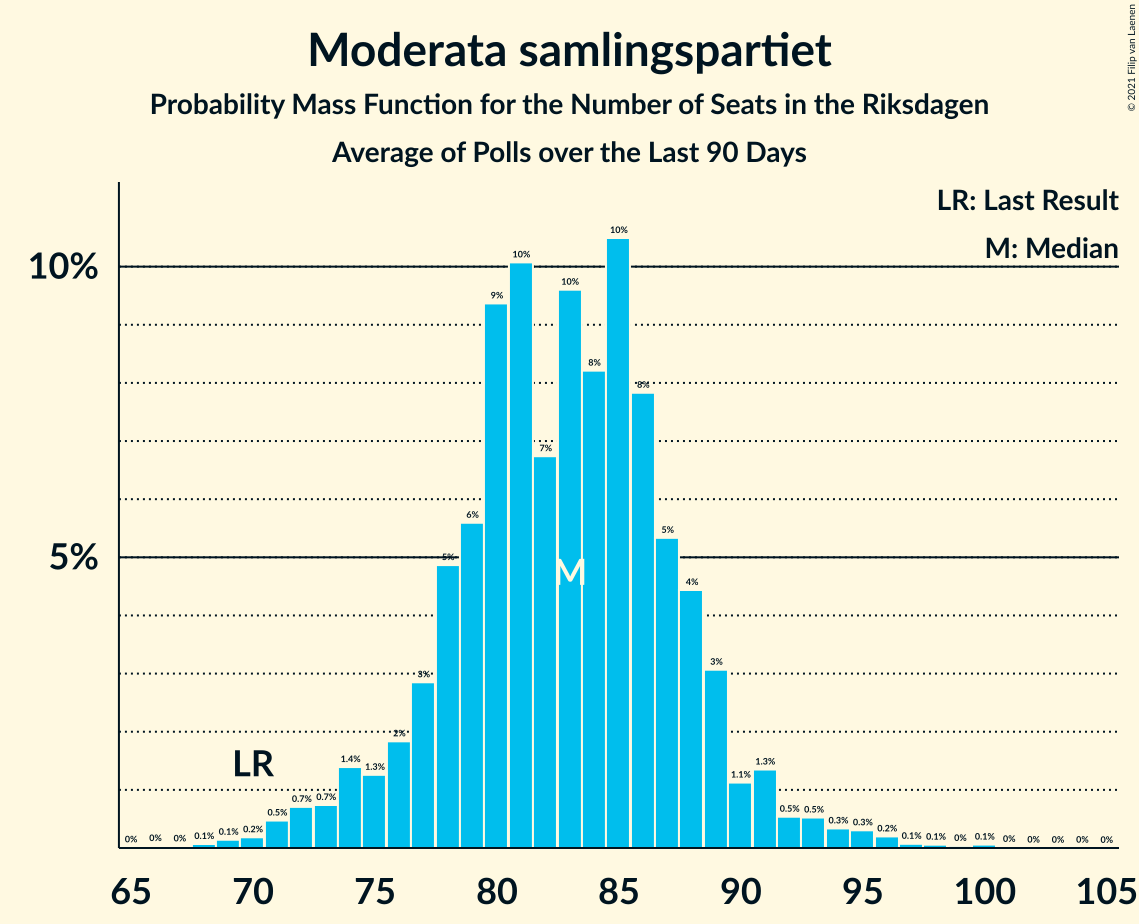 Moderata samlingspartiet
Probability Mass Function for the Number of Seats in the Riksdagen
Average of Polls over the Last 90 Days
© 2021 Filip van Laenen
LR: Last Result
M: Median
10%
5%
0% 0% 0% 0.1% 0.1% 0.2% 0.5% 0.7% 0.7% 1.4% 1.3% 2% 3% 5% 6% 9% 10% 7% 10% 8% 10% 8% 5% 4% 3% 1.1% 1.3% 0.5% 0.5% 0.3% 0.3% 0.2% 0.1% 0.1% 0% 0.1% 0% 0% 0% 0% 0%
M
LR
65 70 75 80 85 90 95 100 105